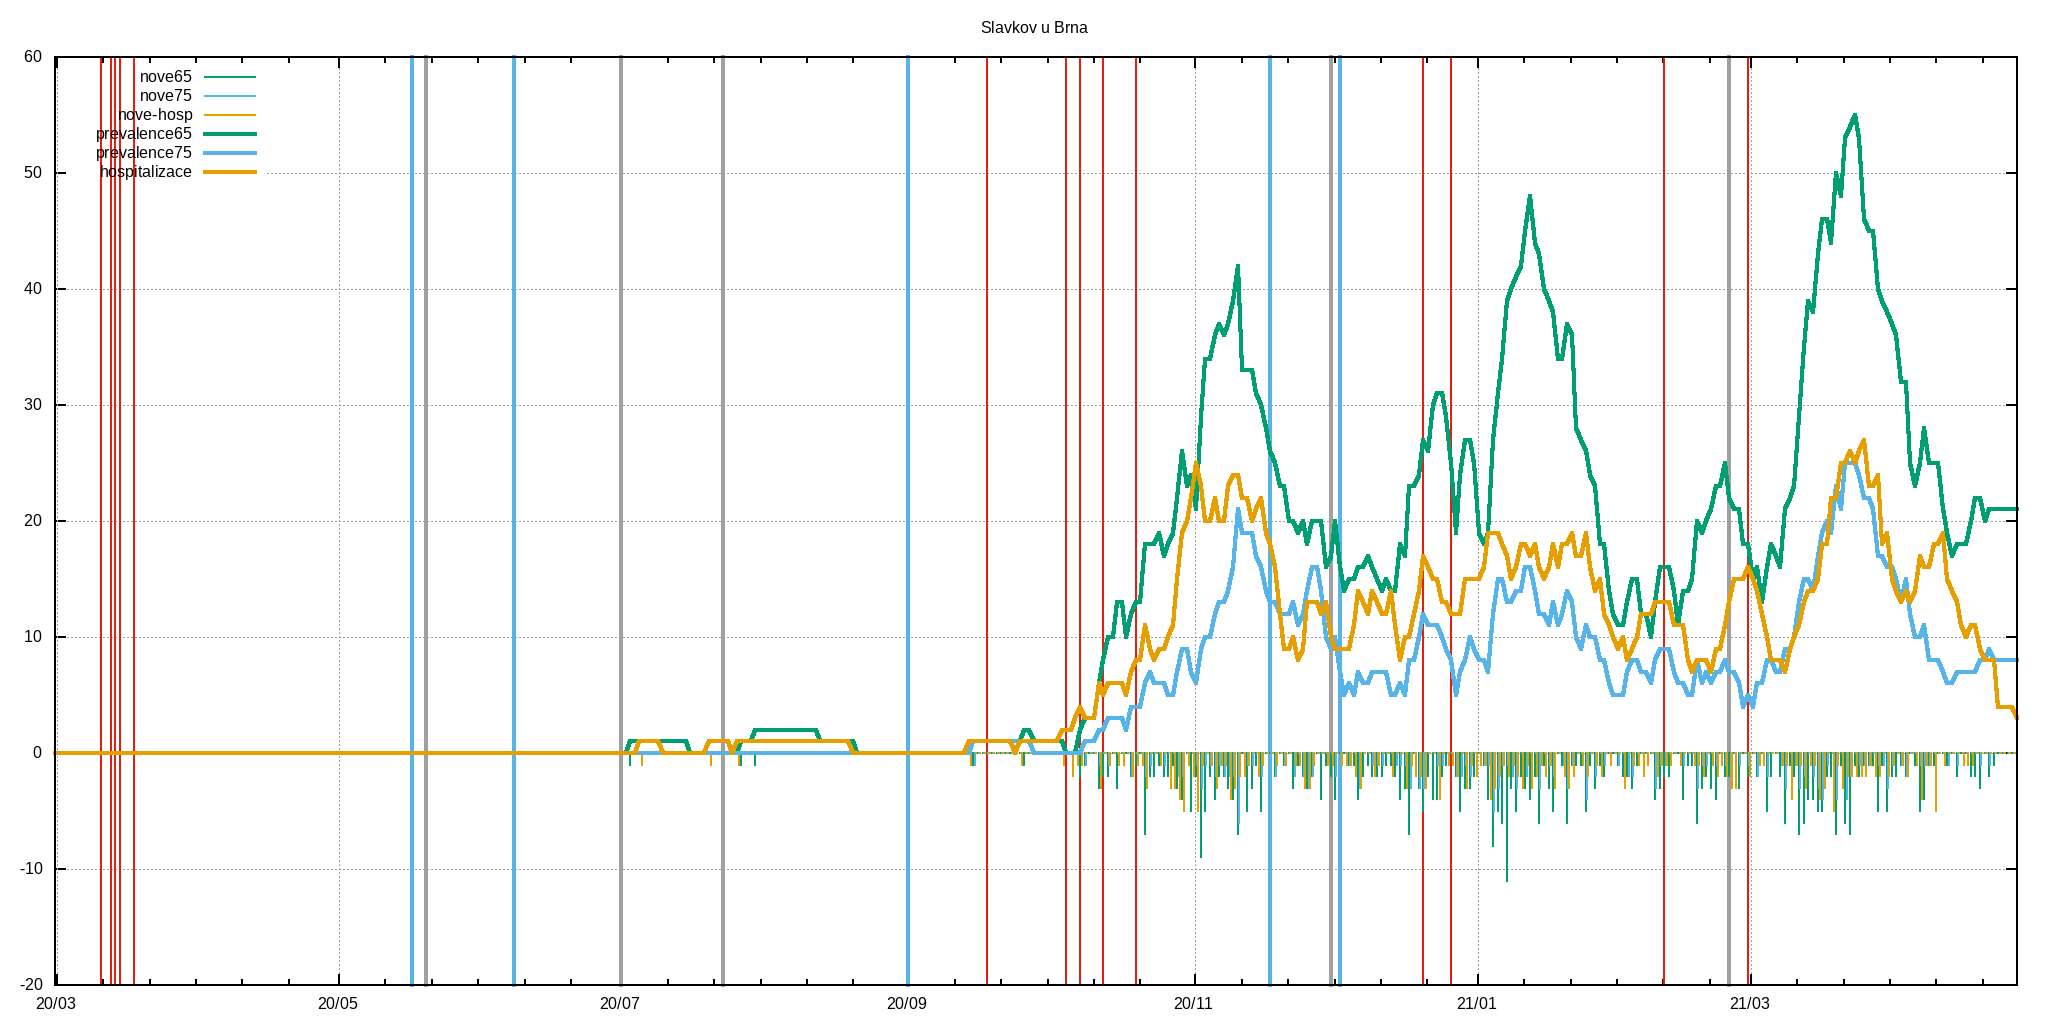 Slavkov u Brna
60
50
40
30
20
10
0
-10
-20
nove65
nove75
nove-hosp
prevalence65
prevalence75
hospitalizace
20/03 20/05 20/07 20/09 20/11 21/01 21/03